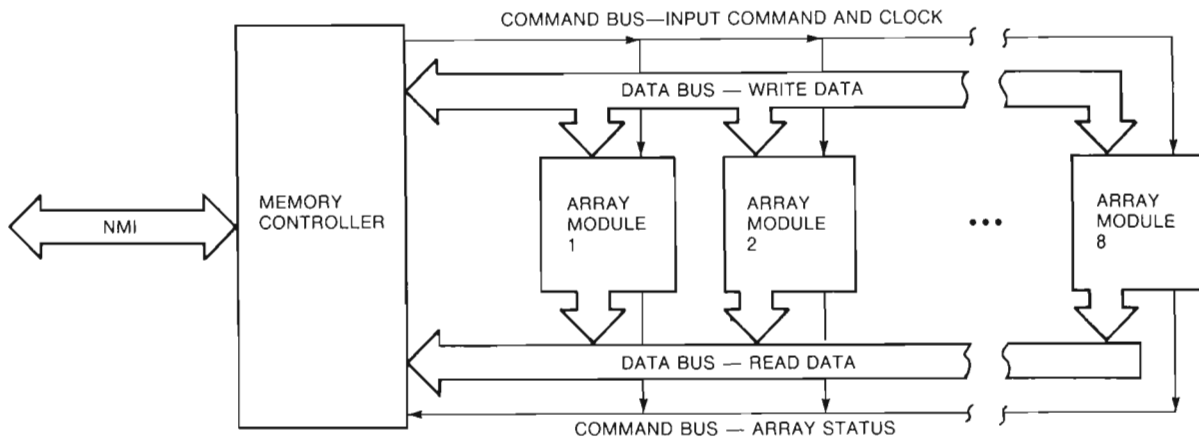 COMMAND BUS—INPUT COMMAND AND CLOCK
DATA BUS — WRITE DATA
NMI
MEMORY
CONTROLLER
ARRAY
MODULE
1
ARRAY
MODULE
2
•••
ARRAY
MODULE
8
DATA BUS — READ DATA
COMMAND BUS — ARRAY STATUS